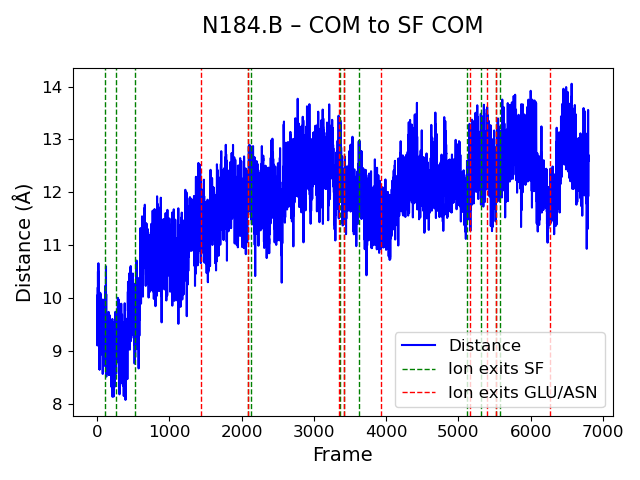 N184.B – COM to SF COM
14
13
12
11
10
9
8
Distance (Å)
Distance
Ion exits SF
Ion exits GLU/ASN
0 1000 2000 3000 4000 5000 6000 7000
Frame